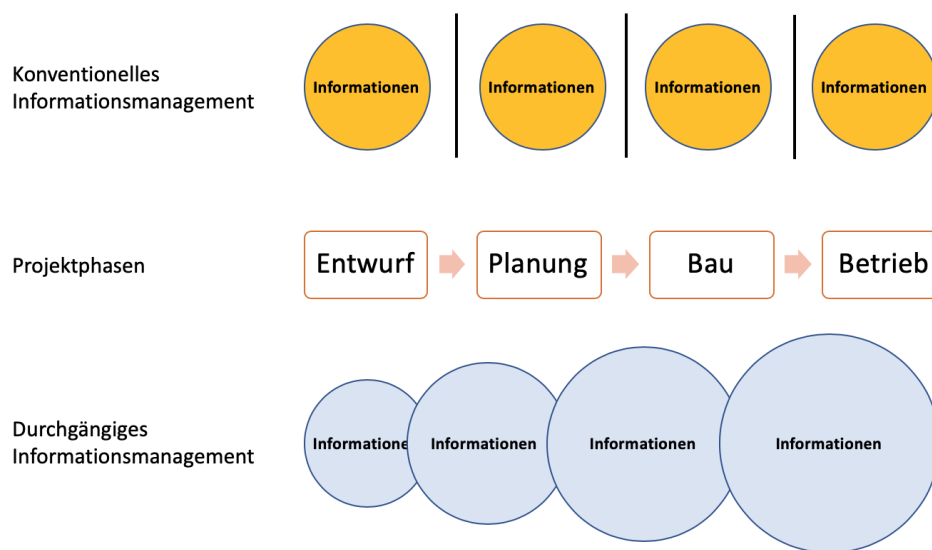 Konventionelles
Informationsmanagement
Informationen
Informationen
Informationen
Informationen
Projektphasen
Entwurf
Planung
Bau
Betrieb
Durchgängiges
Informationsmanagement
Informatione
Informationen
Informationen
Informationen